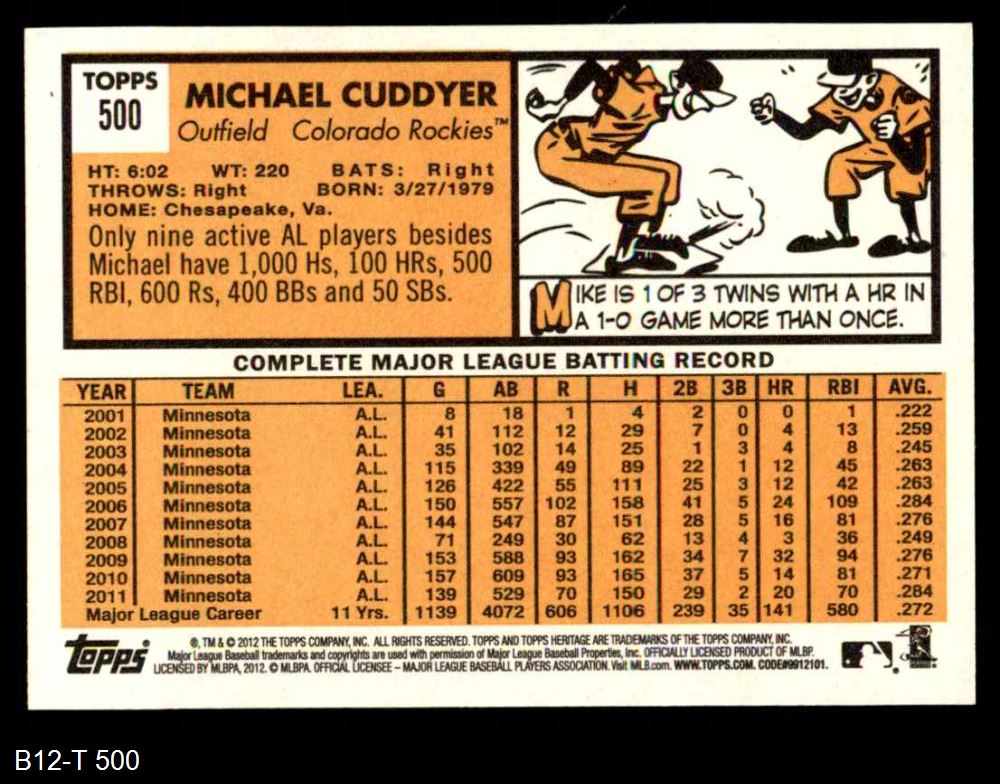 TOPPS
500
MICHAEL CUDDYER
Outfield Colorado Rockies™
HT: 6:02 WT: 220 BATS: Right
THROWS: Right BORN: 3/27/1979
HOME: Chesapeake, Va.
Only nine active AL players besides
Michael have 1,000 Hs, 100 HRs, 500
RBI, 600 Rs, 400 BBs and 50 SBs.
MIKE IS 1 OF 3 TWINS WITH A HR IN
A 1-0 GAME MORE THAN ONCE.
COMPLETE MAJOR LEAGUE BATTING RECORD
YEAR TEAM LEA. G AB R H 2B 3B HR RBI AVG.
2001 Minnesota A.L. 8 18 1 4 2 0 0 1 .222
2002 Minnesota A.L. 41 112 12 29 7 0 4 13 .259
2003 Minnesota A.L. 35 102 14 25 1 3 4 8 .245
2004 Minnesota A.L. 115 339 49 89 22 1 12 45 .263
2005 Minnesota A.L. 126 422 55 111 25 3 12 42 .263
2006 Minnesota A.L. 150 557 102 158 41 5 24 109 .284
2007 Minnesota A.L. 144 547 87 151 28 5 16 81 .276
2008 Minnesota A.L. 71 249 30 62 13 4 3 36 .249
2009 Minnesota A.L. 153 588 93 162 34 7 32 94 .276
2010 Minnesota A.L. 157 609 93 165 37 5 14 81 .271
2011 Minnesota A.L. 139 529 70 150 29 2 20 70 .284
Major League Career 11 Yrs. 1139 4072 606 1106 239 35 141 580 .272
Topps
®, TM & © 2012 THE TOPPS COMPANY, INC. ALL RIGHTS RESERVED. TOPPS AND TOPPS HERITAGE ARE TRADEMARKS OF THE TOPPS COMPANY, INC.
Major League Baseball trademarks and copyrights are used with permission of Major League Baseball Properties, Inc. OFFICIALLY LICENSED PRODUCT OF MLBP.
LICENSED BY MLBPA, 2012. © MLBPA. OFFICIAL LICENSEE – MAJOR LEAGUE BASEBALL PLAYERS ASSOCIATION. Visit MLB.com. WWW.TOPPS.COM. CODE#9912101.
B12-T 500